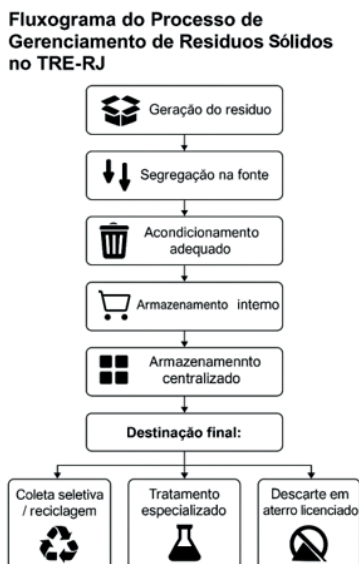 Fluxograma do Processo de
Gerenciamento de Residuos Sólidos
no TRE-RJ
Geração do residuo
Segregação na fonte
Acondicionamento
adequado
Armazenamento interno
Armazenamennto
centralizado
Destinação final:
Coleta seletiva
/ reciclagem
Tratamento
especializado
Descarte em
aterro licenciado